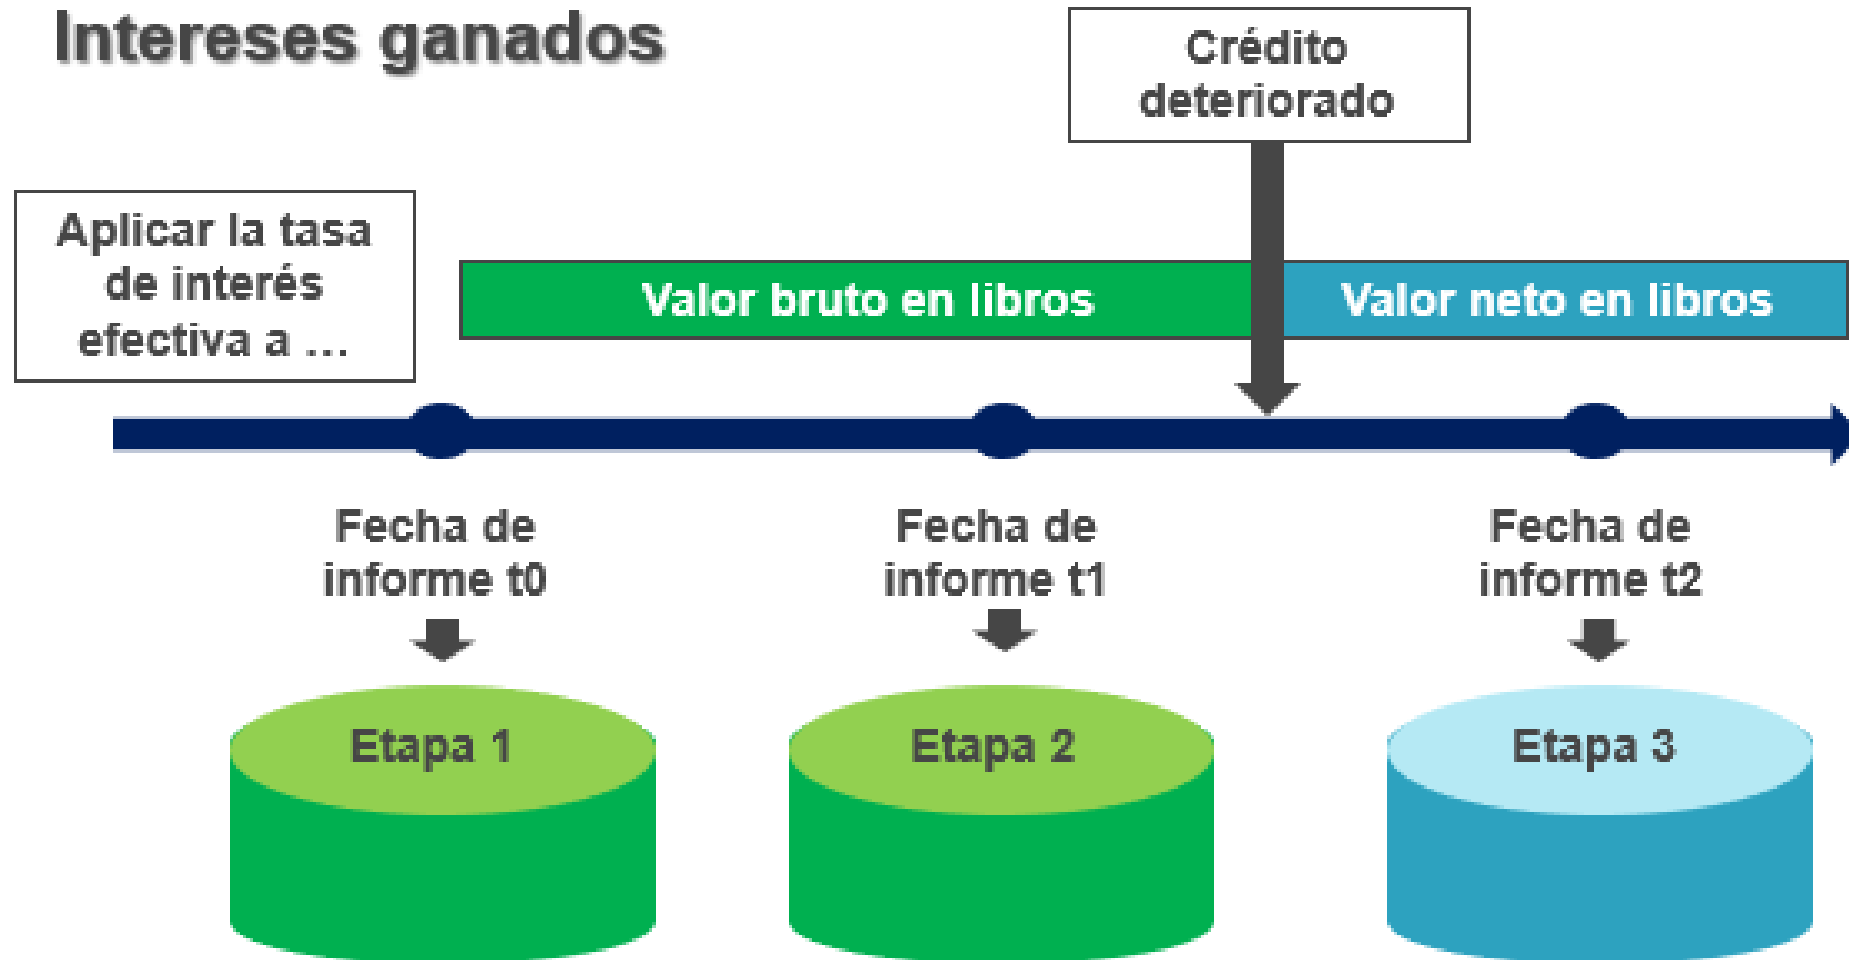 Intereses ganados
Crédito
deteriorado
Aplicar la tasa
de interés
efectiva a ...
Valor bruto en libros
Valor neto en libros
Fecha de
informe t0
Fecha de
informe t1
Fecha de
informe t2
Etapa 1
Etapa 2
Etapa 3